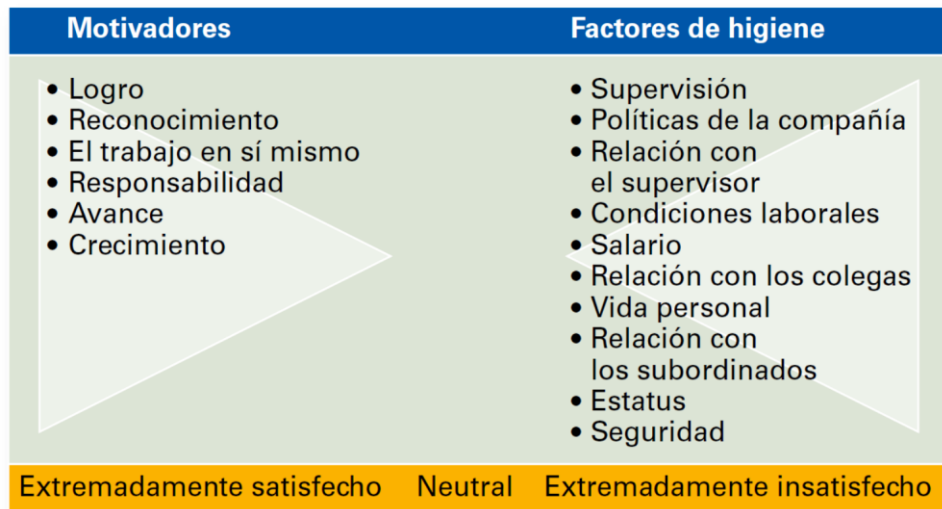 Motivadores
Factores de higiene
• Logro
• Reconocimiento
• El trabajo en sí mismo
• Responsabilidad
• Avance
• Crecimiento
• Supervisión
• Políticas de la compañía
• Relación con
el supervisor
• Condiciones laborales
• Salario
• Relación con los colegas
• Vida personal
• Relación con
los subordinados
• Estatus
• Seguridad
Extremadamente satisfecho Neutral Extremadamente insatisfecho